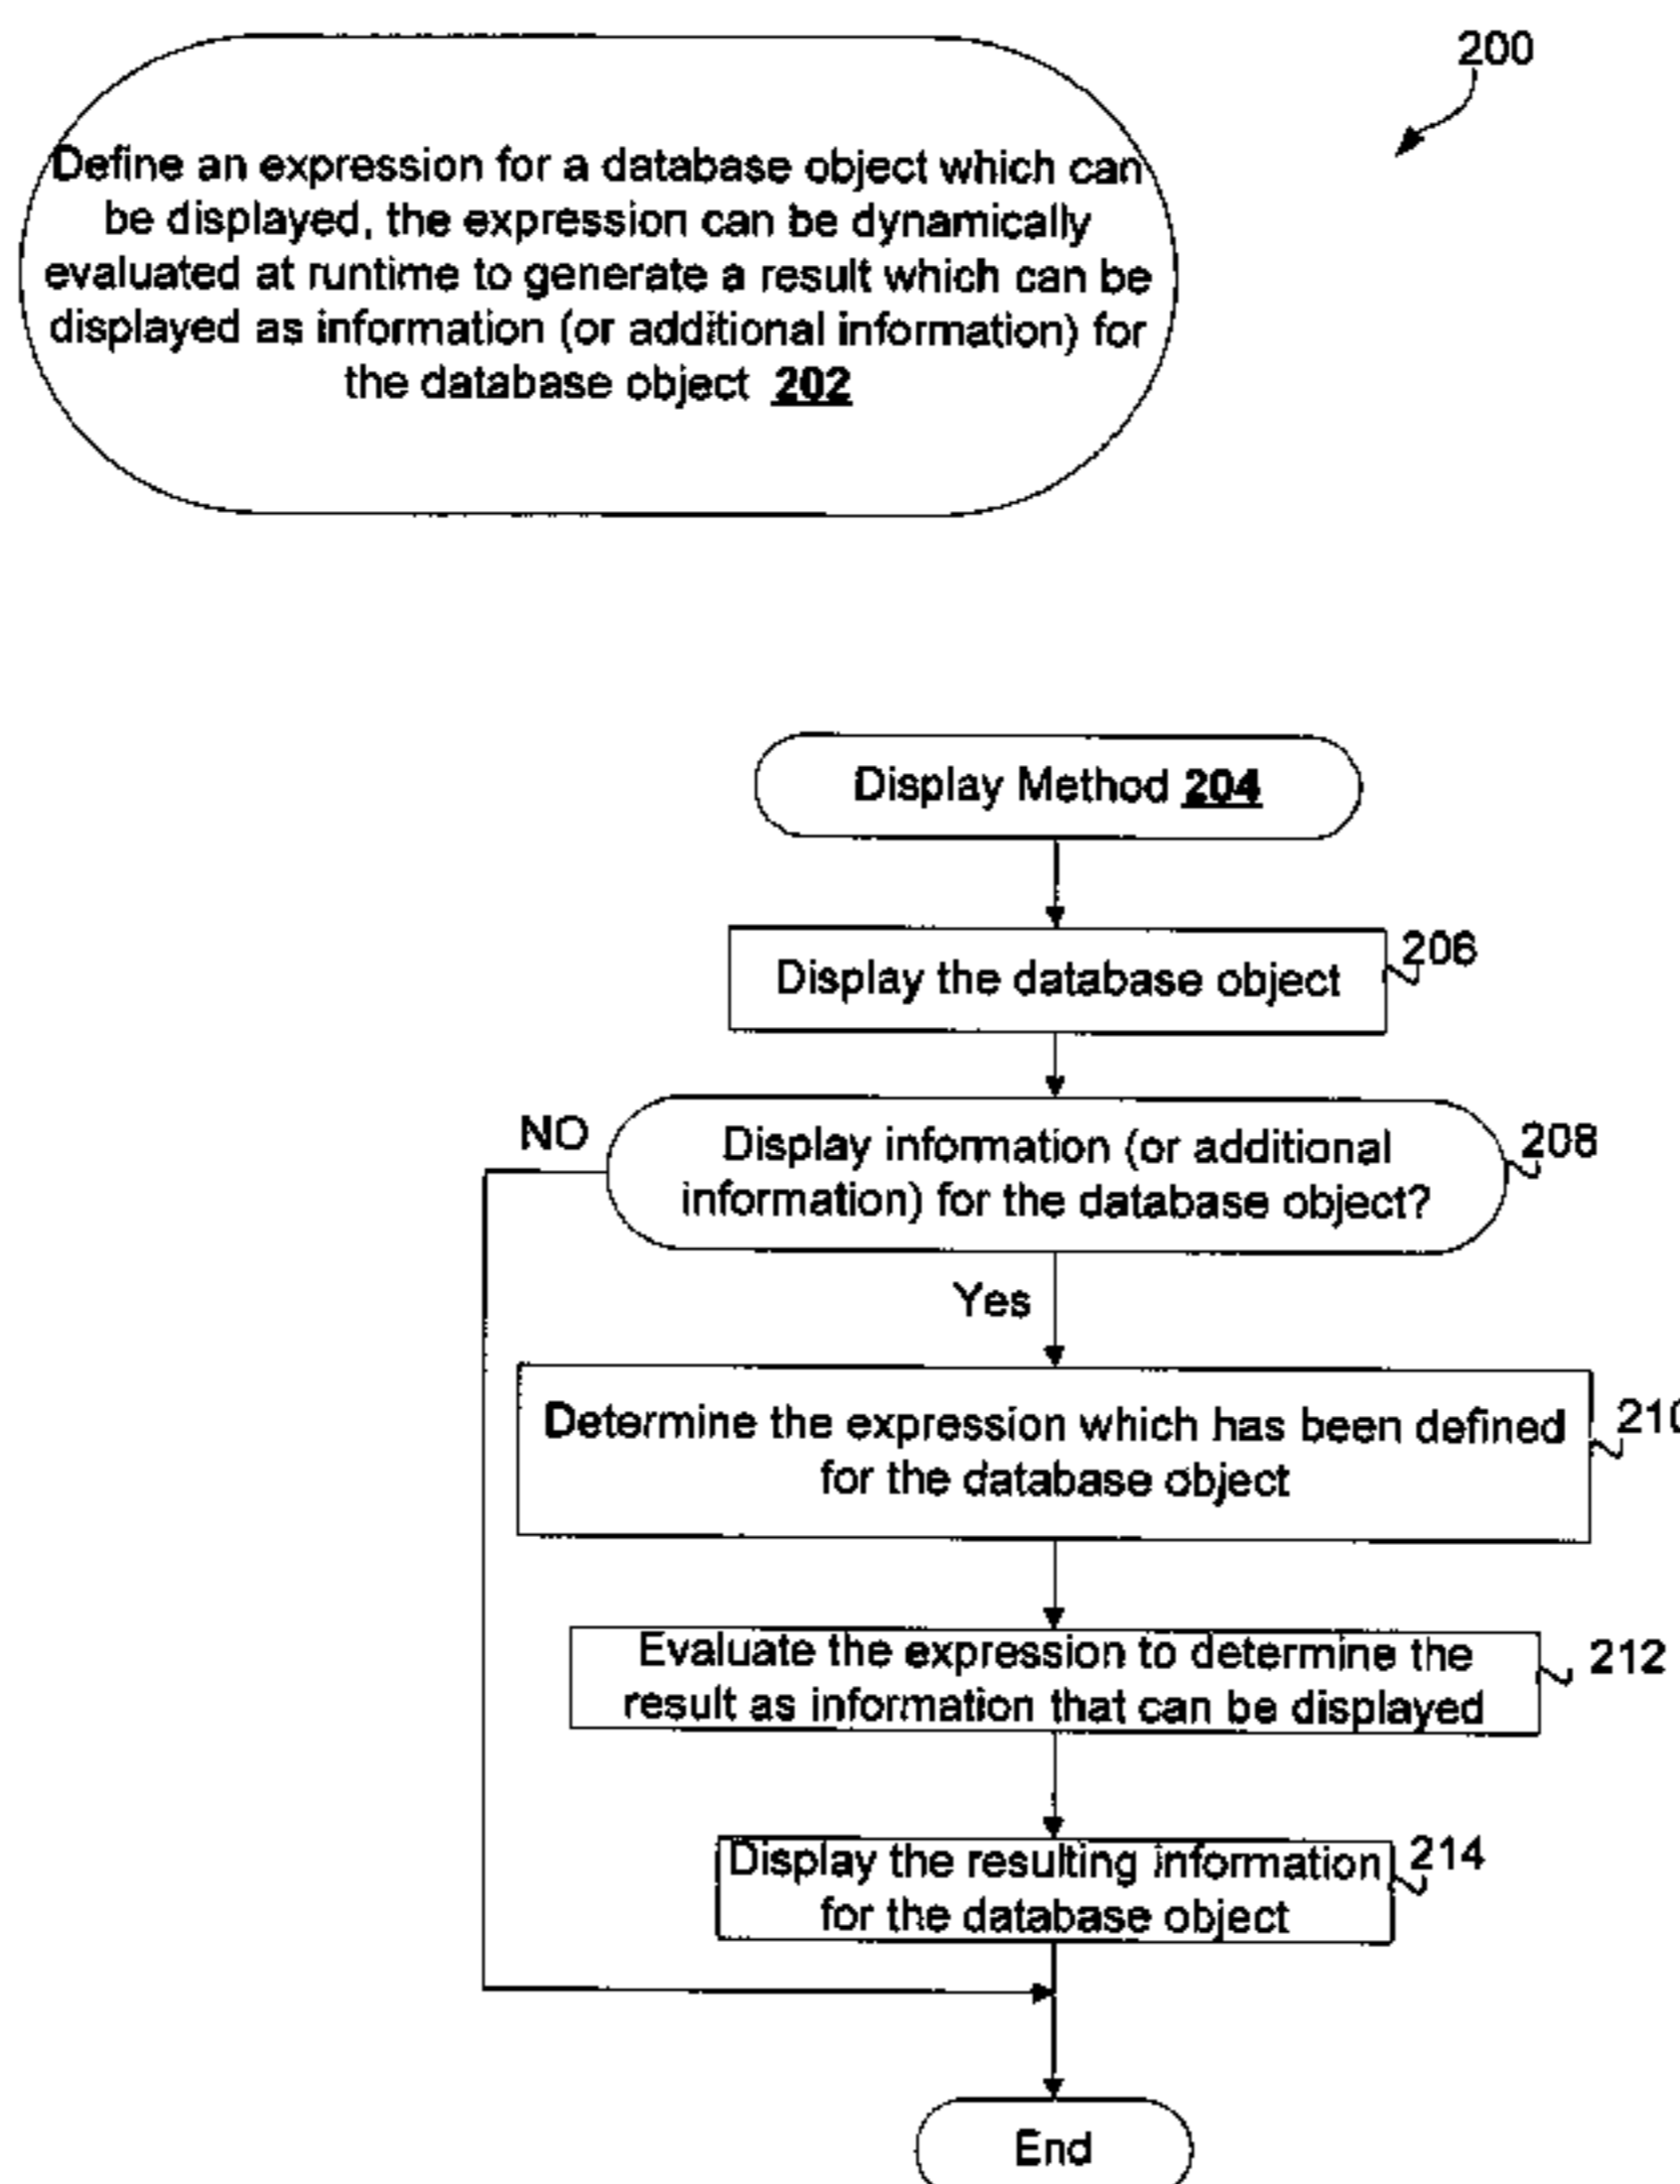 200
Define an expression for a database object which can
be displayed, the expression can be dynamically
evaluated at runtime to generate a result which can be
displayed as information (or additional information) for
the database object 202
Display Method 204
Display the database object
206
NO
Display information (or additional
information) for the database object?
208
Yes
Determine the expression which has been defined
for the database object
210
Evaluate the expression to determine the
result as information that can be displayed
212
Display the resulting information
for the database object
214
End